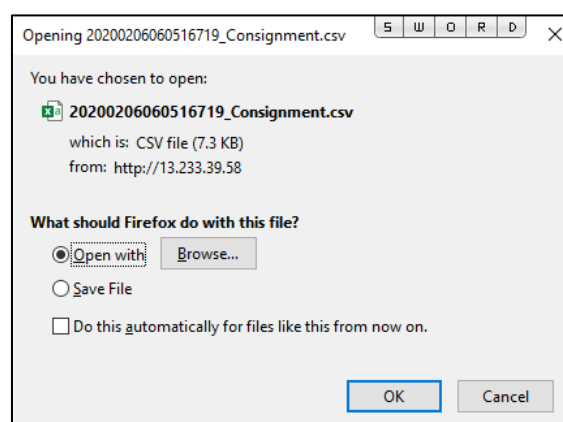 Opening 20200206060516719_Consignment.csv
S W O R D
You have chosen to open:
20200206060516719_Consignment.csv
which is: CSV file (7.3 KB)
from: http://13.233.39.58
What should Firefox do with this file?
Open with Browse...
Save File
Do this automatically for files like this from now on.
OK Cancel